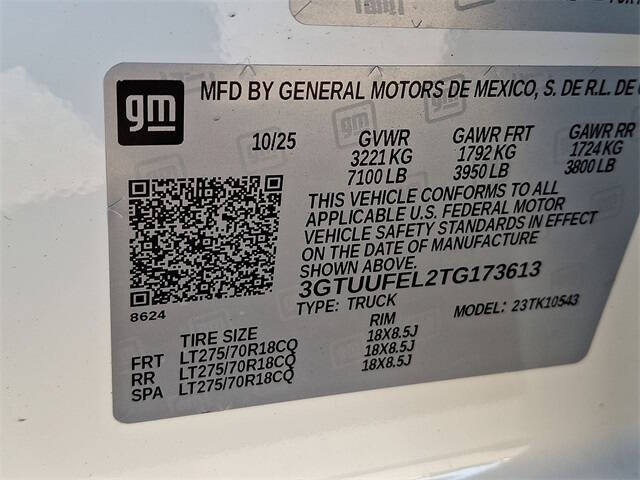 gm
MFD BY GENERAL MOTORS DE MEXICO, S. DE R.L. DE
10/25 GVWR GAWR FRT GAWR RR
3221 KG 1792 KG 1724 KG
7100 LB 3950 LB 3800 LB
THIS VEHICLE CONFORMS TO ALL
APPLICABLE U.S. FEDERAL MOTOR
VEHICLE SAFETY STANDARDS IN EFFECT
ON THE DATE OF MANUFACTURE
SHOWN ABOVE.
3GTUUFEL2TG173613
8624
TYPE: TRUCK MODEL: 23TK10543
TIRE SIZE RIM
FRT LT275/70R18CQ 18X8.5J
RR LT275/70R18CQ 18X8.5J
SPA LT275/70R18CQ 18X8.5J